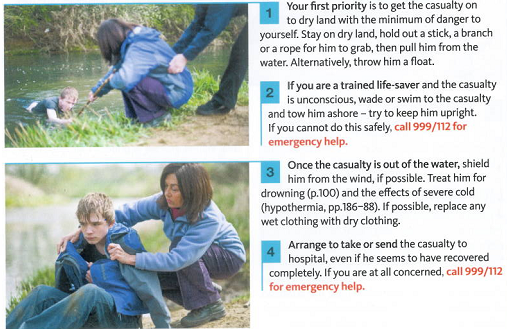 1 Your first priority is to get the casualty on
to dry land with the minimum of danger to
yourself. Stay on dry land, hold out a stick, a branch
or a rope for him to grab, then pull him from the
water. Alternatively, throw him a float.
2 If you are a trained life-saver and the casualty
is unconscious, wade or swim to the casualty
and tow him ashore – try to keep him upright.
If you cannot do this safely, call 999/112 for
emergency help.
3 Once the casualty is out of the water, shield
him from the wind, if possible. Treat him for
drowning (p.100) and the effects of severe cold
(hypothermia, pp.186–88). If possible, replace any
wet clothing with dry clothing.
4 Arrange to take or send the casualty to
hospital, even if he seems to have recovered
completely. If you are at all concerned, call 999/112
for emergency help.